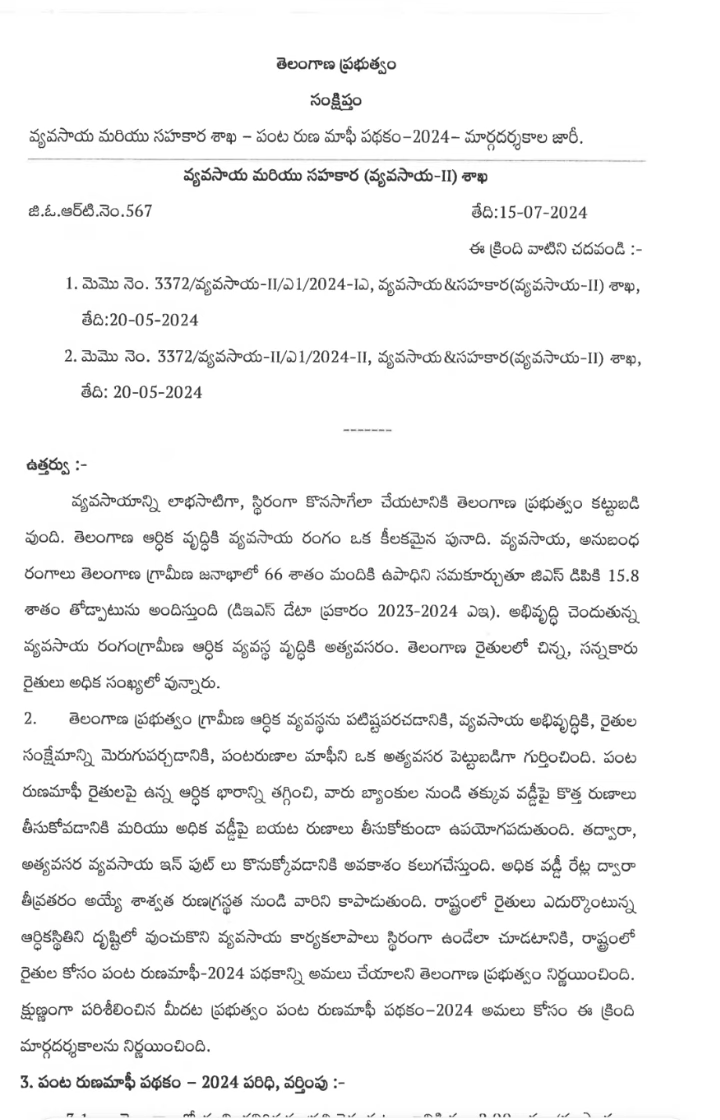 తెలంగాణ ప్రభుత్వం
సంక్షిప్తం
వ్యవసాయ మరియు సహకార శాఖ – పంట రుణ మాఫీ పథకం-2024– మార్గదర్శకాల జారీ.
వ్యవసాయ మరియు సహకార (వ్యవసాయ-II) శాఖ
జి.ఓ.ఆర్‌టి.నెం.567 తేది:15-07-2024
ఈ క్రింది వాటిని చదవండి :-
1. మెమొ నెం. 3372/వ్యవసాయ-II/ఎ1/2024-Iఎ, వ్యవసాయ&సహకార(వ్యవసాయ-II) శాఖ,
తేది:20-05-2024
2. మెమొ నెం. 3372/వ్యవసాయ-II/ఎ1/2024-II, వ్యవసాయ&సహకార(వ్యవసాయ-II) శాఖ,
తేది: 20-05-2024
-------
ఉత్తర్వు :-
వ్యవసాయాన్ని లాభసాటిగా, స్థిరంగా కొనసాగేలా చేయటానికి తెలంగాణ ప్రభుత్వం కట్టుబడి
వుంది. తెలంగాణ ఆర్థిక వృద్ధికి వ్యవసాయ రంగం ఒక కీలకమైన పునాది. వ్యవసాయ, అనుబంధ
రంగాలు తెలంగాణ గ్రామీణ జనాభాలో 66 శాతం మందికి ఉపాధిని సమకూర్చుతూ జిఎస్ డిపికి 15.8
శాతం తోడ్పాటును అందిస్తుంది (డిఇఎస్ డేటా ప్రకారం 2023-2024 ఎఇ). అభివృద్ధి చెందుతున్న
వ్యవసాయ రంగంగ్రామీణ ఆర్థిక వ్యవస్థ వృద్ధికి అత్యవసరం. తెలంగాణ రైతులలో చిన్న, సన్నకారు
రైతులు అధిక సంఖ్యలో వున్నారు.
2. తెలంగాణ ప్రభుత్వం గ్రామీణ ఆర్థిక వ్యవస్థను పటిష్టపరచడానికి, వ్యవసాయ అభివృద్ధికి, రైతుల
సంక్షేమాన్ని మెరుగుపర్చడానికి, పంటరుణాల మాఫీని ఒక అత్యవసర పెట్టుబడిగా గుర్తించింది. పంట
రుణమాఫీ రైతులపై ఉన్న ఆర్థిక భారాన్ని తగ్గించి, వారు బ్యాంకుల నుండి తక్కువ వడ్డీపై కొత్త రుణాలు
తీసుకోవడానికి మరియు అధిక వడ్డీపై బయట రుణాలు తీసుకోకుండా ఉపయోగపడుతుంది. తద్వారా,
అత్యవసర వ్యవసాయ ఇన్ పుట్ లు కొనుక్కోవడానికి అవకాశం కలుగచేస్తుంది. అధిక వడ్డీ రేట్ల ద్వారా
తీవ్రతరం అయ్యే శాశ్వత రుణగ్రస్థత నుండి వారిని కాపాడుతుంది. రాష్ట్రంలో రైతులు ఎదుర్కొంటున్న
ఆర్థికస్థితిని దృష్టిలో వుంచుకొని వ్యవసాయ కార్యకలాపాలు స్థిరంగా ఉండేలా చూడటానికి, రాష్ట్రంలో
రైతుల కోసం పంట రుణమాఫీ-2024 పథకాన్ని అమలు చేయాలని తెలంగాణ ప్రభుత్వం నిర్ణయించింది.
క్షుణ్ణంగా పరిశీలించిన మీదట ప్రభుత్వం పంట రుణమాఫీ పథకం–2024 అమలు కోసం ఈ క్రింది
మార్గదర్శకాలను నిర్ణయించింది.
3. పంట రుణమాఫీ పథకం – 2024 పరిధి, వర్తింపు :-